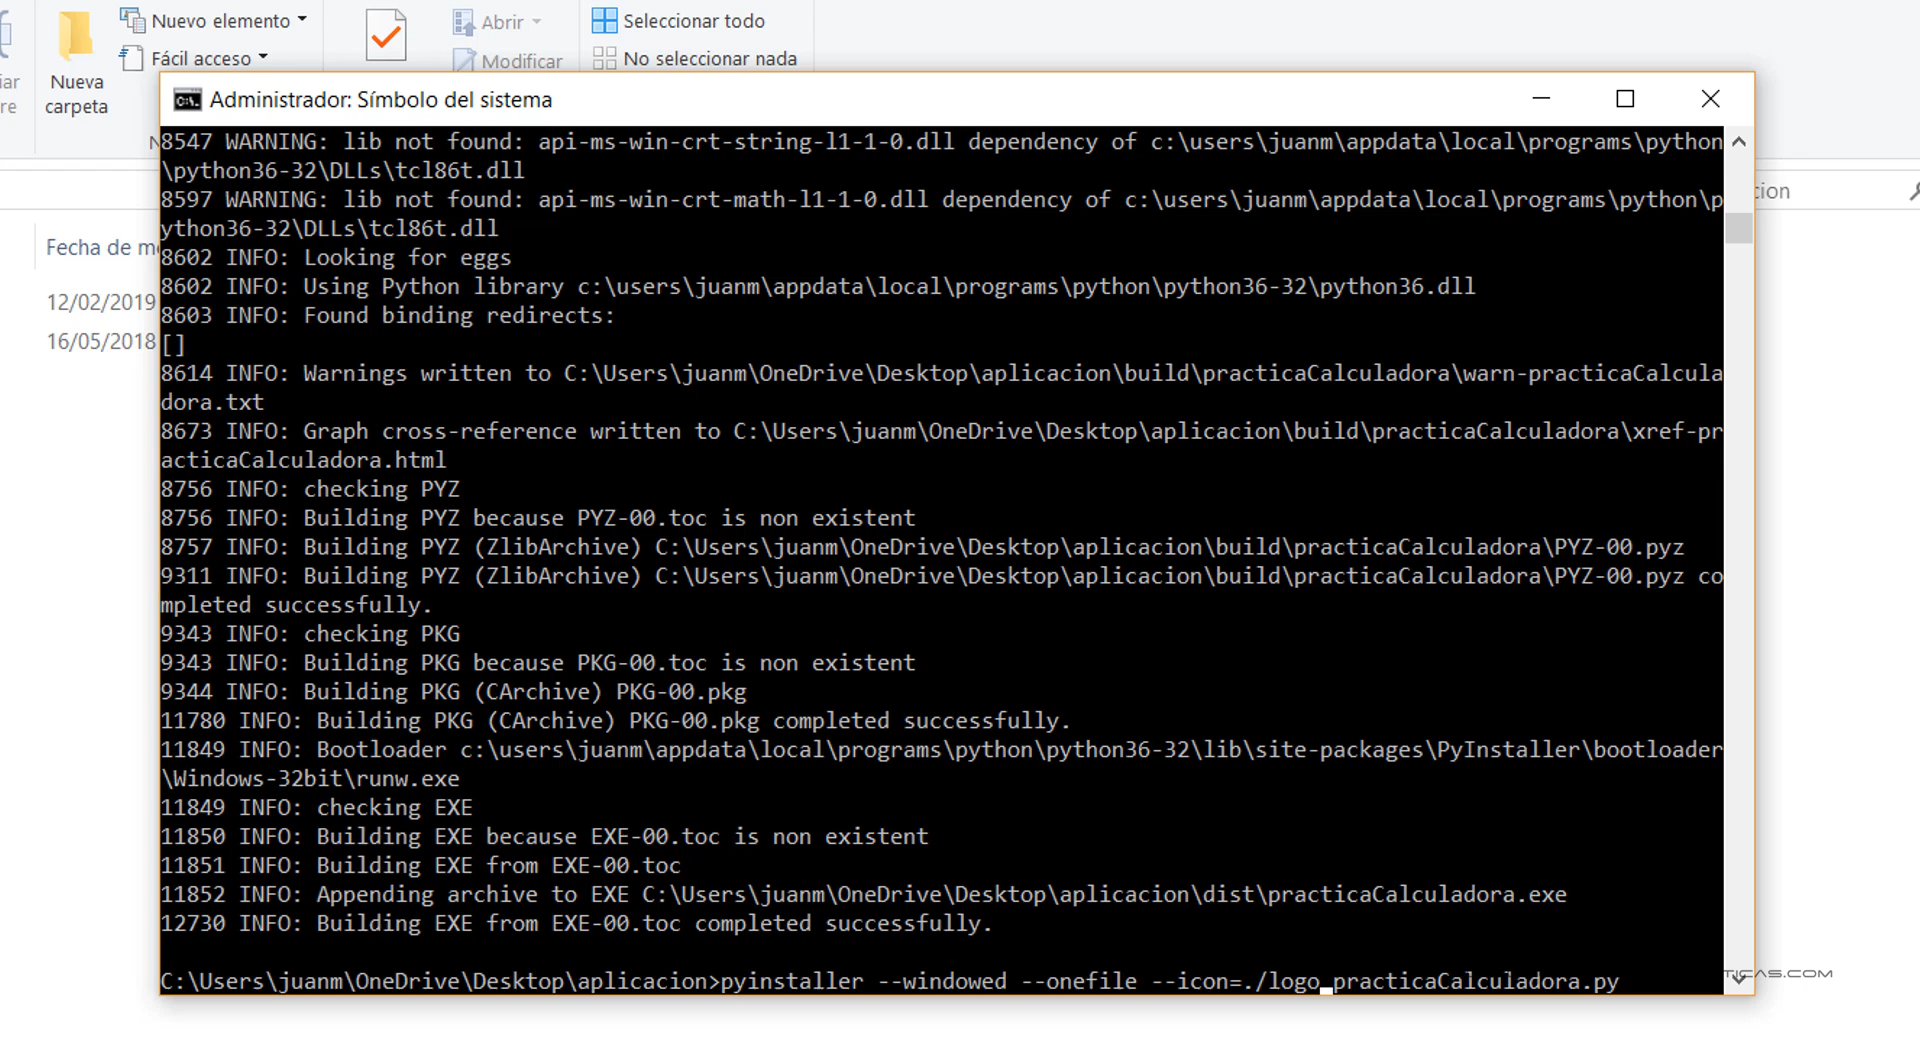 Nuevo elemento
Abrir
Seleccionar todo
Fácil acceso
Modificar
No seleccionar nada
Nueva
carpeta
Administrador: Símbolo del sistema
8547 WARNING: lib not found: api-ms-win-crt-string-l1-1-0.dll dependency of c:\users\juanm\appdata\local\programs\python
\python36-32\DLLs\tcl86t.dll
8597 WARNING: lib not found: api-ms-win-crt-math-l1-1-0.dll dependency of c:\users\juanm\appdata\local\programs\python\p
ython36-32\DLLs\tcl86t.dll
8602 INFO: Looking for eggs
8602 INFO: Using Python library c:\users\juanm\appdata\local\programs\python\python36-32\python36.dll
8603 INFO: Found binding redirects:
[]
8614 INFO: Warnings written to C:\Users\juanm\OneDrive\Desktop\aplicacion\build\practicaCalculadora\warn-practicaCalcula
dora.txt
8673 INFO: Graph cross-reference written to C:\Users\juanm\OneDrive\Desktop\aplicacion\build\practicaCalculadora\xref-pr
acticaCalculadora.html
8756 INFO: checking PYZ
8756 INFO: Building PYZ because PYZ-00.toc is non existent
8757 INFO: Building PYZ (ZlibArchive) C:\Users\juanm\OneDrive\Desktop\aplicacion\build\practicaCalculadora\PYZ-00.pyz
9311 INFO: Building PYZ (ZlibArchive) C:\Users\juanm\OneDrive\Desktop\aplicacion\build\practicaCalculadora\PYZ-00.pyz co
mpleted successfully.
9343 INFO: checking PKG
9343 INFO: Building PKG because PKG-00.toc is non existent
9344 INFO: Building PKG (CArchive) PKG-00.pkg
11780 INFO: Building PKG (CArchive) PKG-00.pkg completed successfully.
11849 INFO: Bootloader c:\users\juanm\appdata\local\programs\python\python36-32\lib\site-packages\PyInstaller\bootloader
\Windows-32bit\runw.exe
11849 INFO: checking EXE
11850 INFO: Building EXE because EXE-00.toc is non existent
11851 INFO: Building EXE from EXE-00.toc
11852 INFO: Appending archive to EXE C:\Users\juanm\OneDrive\Desktop\aplicacion\dist\practicaCalculadora.exe
12730 INFO: Building EXE from EXE-00.toc completed successfully.
C:\Users\juanm\OneDrive\Desktop\aplicacion>pyinstaller --windowed --onefile --icon=./logo practicaCalculadora.py
Fecha de
12/02/2019
16/05/2018
cion
TICAS.COM